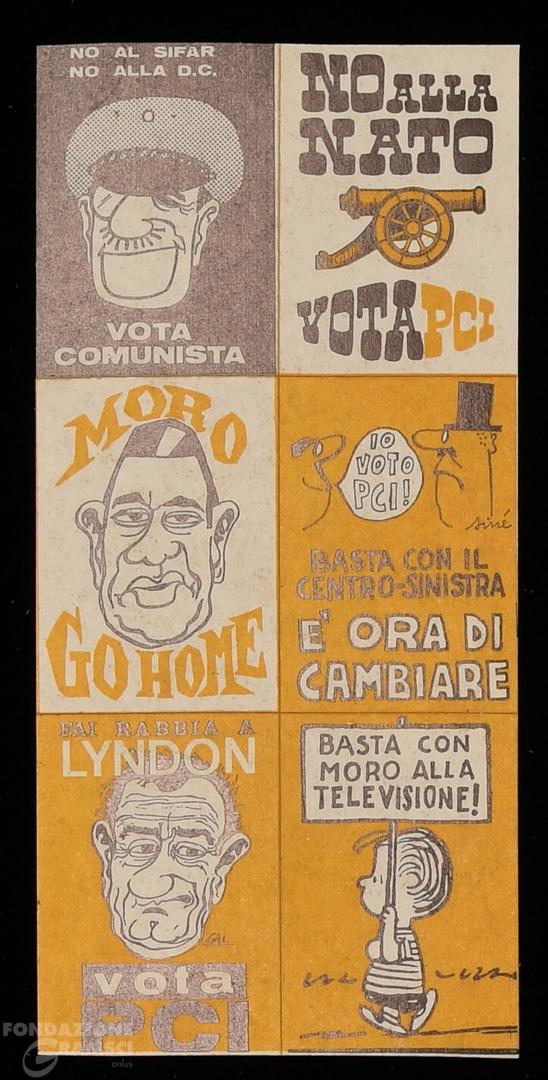 NO AL SIFAR
NO ALLA D.C.
VOTA
COMUNISTA
NO ALLA
NATO
VOTA PCI
MORO
GO HOME
IO
VOTO
PCI!
siné
BASTA CON IL
CENTRO-SINISTRA
E' ORA DI
CAMBIARE
FAI RABBIA A
LYNDON
GAL
vota
PCI
BASTA CON
MORO ALLA
TELEVISIONE!
FONDAZIONE
GRAMSCI
onlus